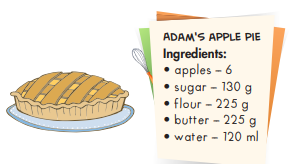 ADAM'S APPLE PIE
Ingredients:
• apples – 6
• sugar – 130 g
• flour – 225 g
• butter – 225 g
• water – 120 ml